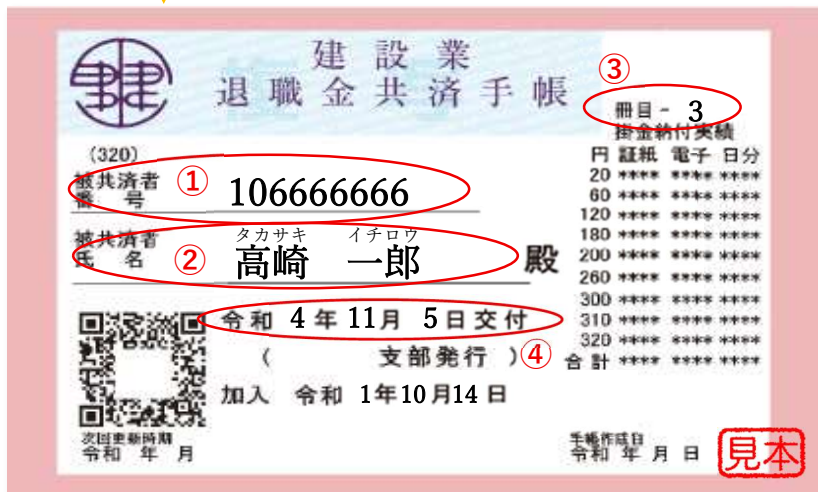 建設業
退職金共済手帳
③
冊目- 3
掛金納付実績
円 証紙 電子 日分
20 **** **** ****
60 **** **** ****
120 **** **** ****
180 **** **** ****
200 **** **** ****
260 **** **** ****
300 **** **** ****
310 **** **** ****
320 **** **** ****
合計 **** **** ****
(320)
被共済者
番号
① 106666666
被共済者
氏名
② タカサキ イチロウ
高崎 一郎 殿
令和 4年 11月 5日交付
( 支部発行 ) ④
加入 令和 1年10月14日
次回更新時期
令和 年 月
手帳作成日
令和 年 月 日
見本